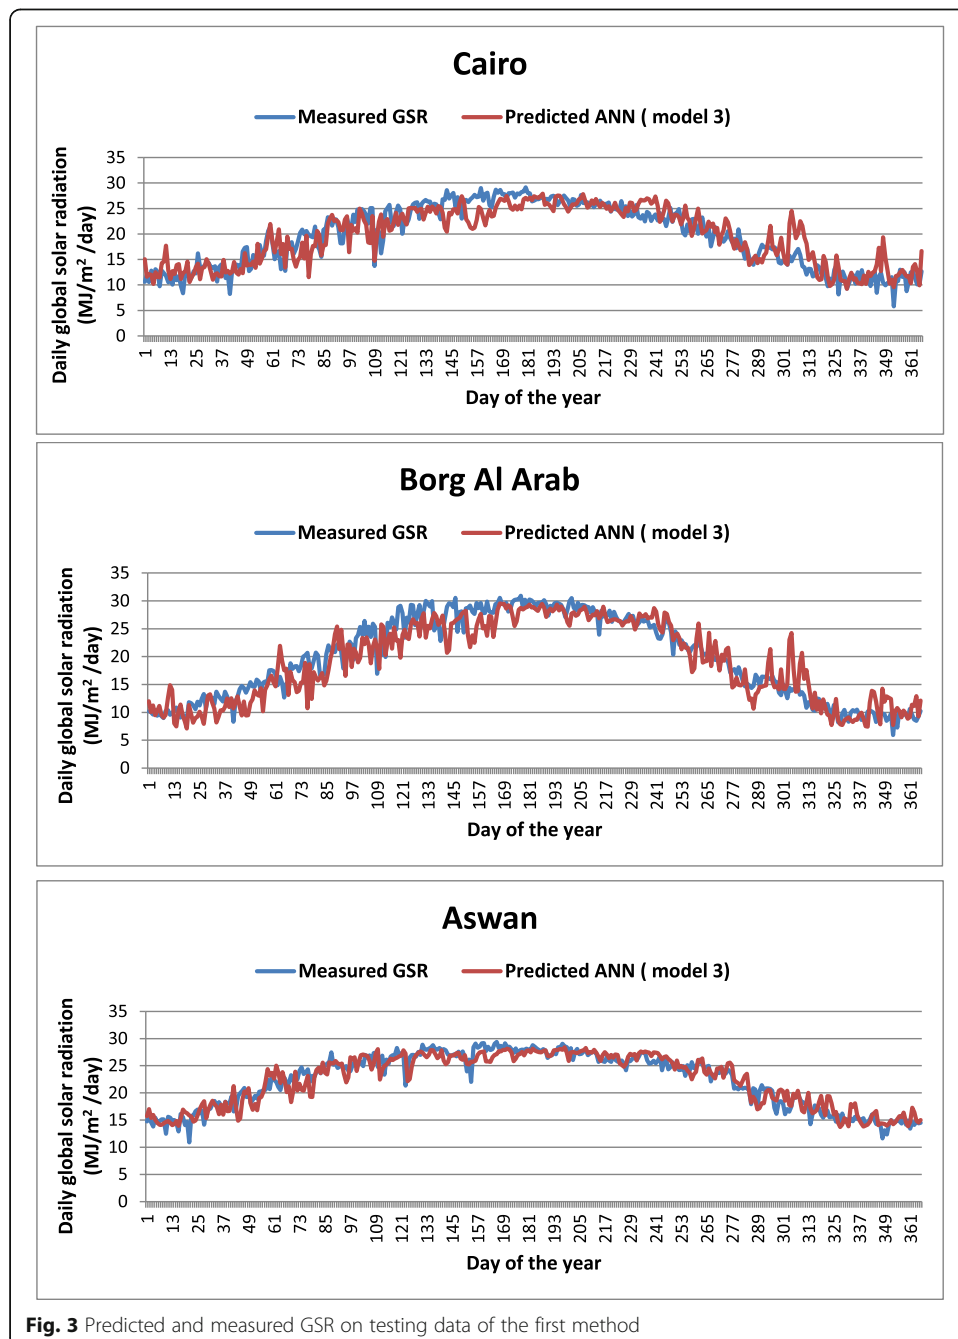 Cairo
Measured GSR Predicted ANN ( model 3)
Daily global solar radiation
(MJ/m² /day)
35
30
25
20
15
10
5
0
1 13 25 37 49 61 73 85 97 109 121 133 145 157 169 181 193 205 217 229 241 253 265 277 289 301 313 325 337 349 361
Day of the year
Borg Al Arab
Measured GSR Predicted ANN ( model 3)
Daily global solar radiation
(MJ/m² /day)
35
30
25
20
15
10
5
0
1 13 25 37 49 61 73 85 97 109 121 133 145 157 169 181 193 205 217 229 241 253 265 277 289 301 313 325 337 349 361
Day of the year
Aswan
Measured GSR Predicted ANN ( model 3)
Daily global solar radiation
(MJ/m² /day)
35
30
25
20
15
10
5
0
1 13 25 37 49 61 73 85 97 109 121 133 145 157 169 181 193 205 217 229 241 253 265 277 289 301 313 325 337 349 361
Day of the year
Fig. 3 Predicted and measured GSR on testing data of the first method